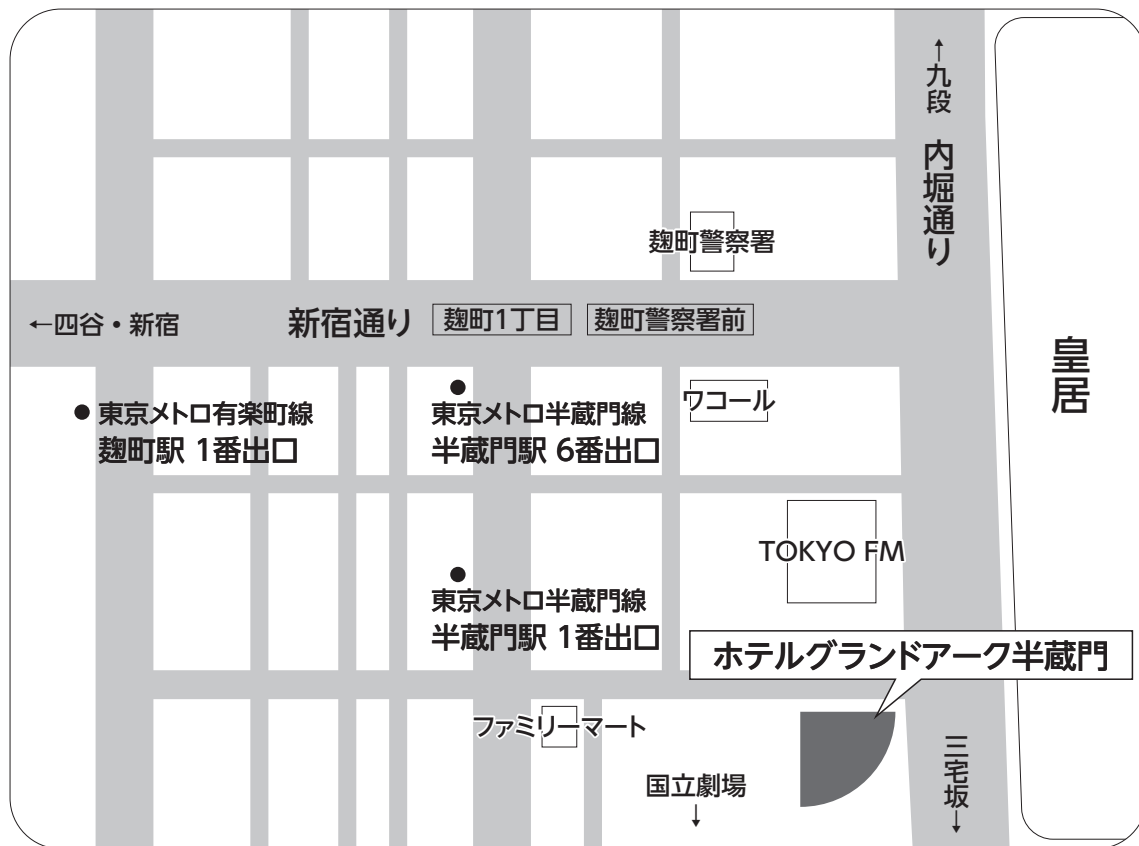 ↑
九段
内堀通り
麹町警察署
←四谷・新宿
新宿通り
麹町1丁目
麹町警察署前
皇居
ワコール
● 東京メトロ有楽町線
麹町駅 1番出口
東京メトロ半蔵門線
半蔵門駅 6番出口
TOKYO FM
東京メトロ半蔵門線
半蔵門駅 1番出口
ホテルグランドアーク半蔵門
ファミリーマート
国立劇場
↓
三宅坂
↓